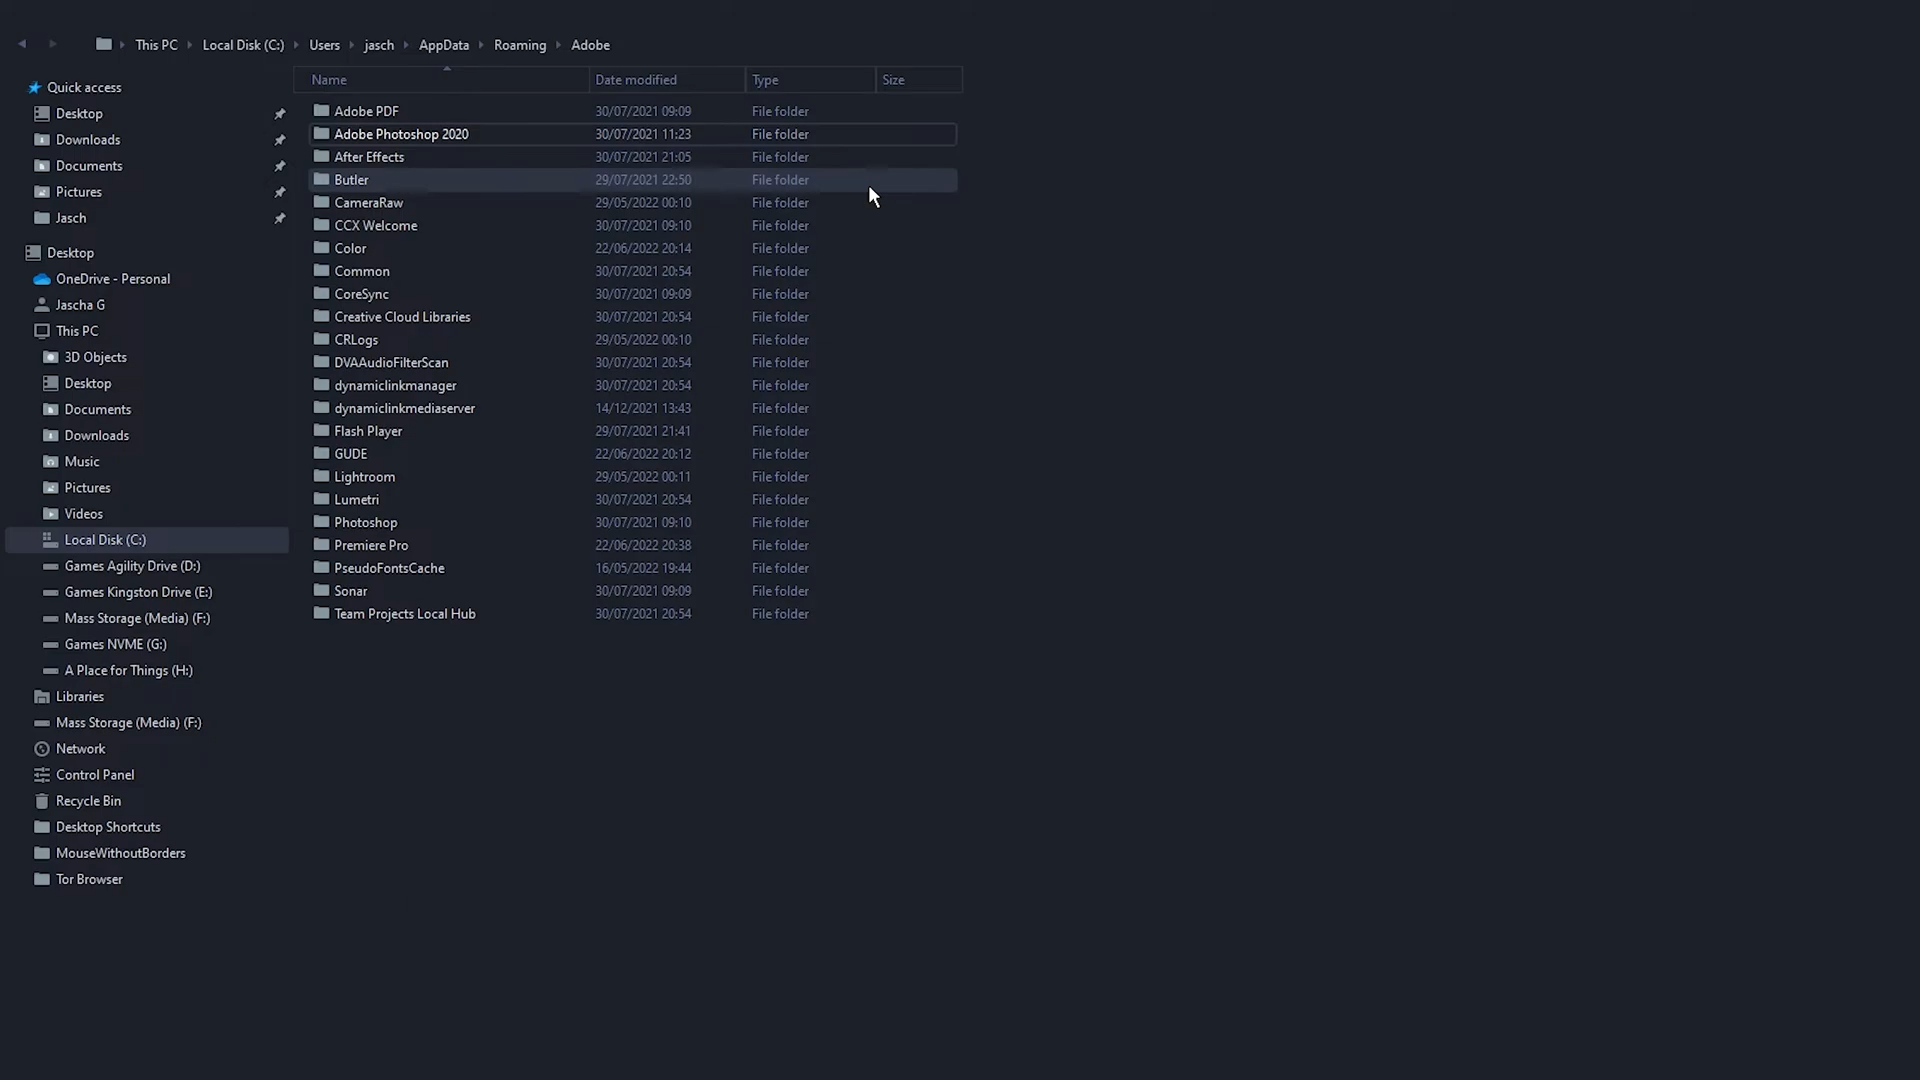 This PC Local Disk (C:) Users jasch AppData Roaming Adobe
Name Date modified Type Size
Quick access
Desktop
Downloads
Documents
Pictures
Jasch
Desktop
OneDrive - Personal
Jascha G
This PC
3D Objects
Desktop
Documents
Downloads
Music
Pictures
Videos
Local Disk (C:)
Games Agility Drive (D:)
Games Kingston Drive (E:)
Mass Storage (Media) (F:)
Games NVME (G:)
A Place for Things (H:)
Libraries
Mass Storage (Media) (F:)
Network
Control Panel
Recycle Bin
Desktop Shortcuts
MouseWithoutBorders
Tor Browser
Adobe PDF 30/07/2021 09:09 File folder
Adobe Photoshop 2020 30/07/2021 11:23 File folder
After Effects 30/07/2021 21:05 File folder
Butler 29/07/2021 22:50 File folder
CameraRaw 29/05/2022 00:10 File folder
CCX Welcome 30/07/2021 09:10 File folder
Color 22/06/2022 20:14 File folder
Common 30/07/2021 20:54 File folder
CoreSync 30/07/2021 09:09 File folder
Creative Cloud Libraries 30/07/2021 20:54 File folder
CRLogs 29/05/2022 00:10 File folder
DVAAudioFilterScan 30/07/2021 20:54 File folder
dynamiclinkmanager 30/07/2021 20:54 File folder
dynamiclinkmediaserver 14/12/2021 13:43 File folder
Flash Player 29/07/2021 21:41 File folder
GUDE 22/06/2022 20:12 File folder
Lightroom 29/05/2022 00:11 File folder
Lumetri 30/07/2021 20:54 File folder
Photoshop 30/07/2021 09:10 File folder
Premiere Pro 22/06/2022 20:38 File folder
PseudoFontsCache 16/05/2022 19:44 File folder
Sonar 30/07/2021 09:09 File folder
Team Projects Local Hub 30/07/2021 20:54 File folder